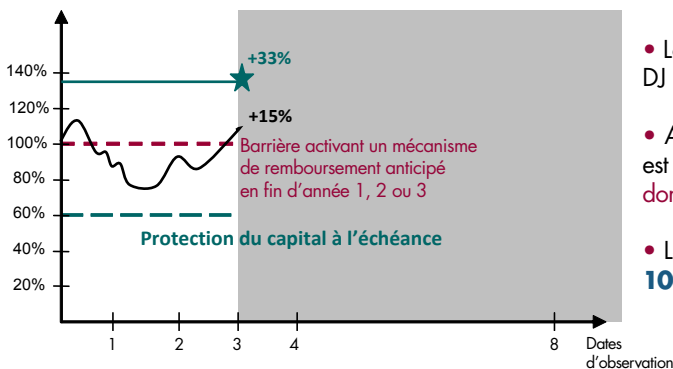 140%
120%
100%
80%
60%
40%
20%
+33%
+15%
Barrière activant un mécanisme
de remboursement anticipé
en fin d’année 1, 2 ou 3
Protection du capital à l’échéance
1 2 3 4 8 Dates
d’observation
DJ
est